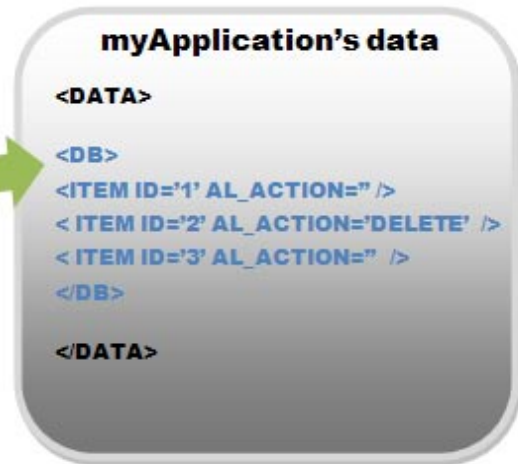 myApplication's data
<DATA>
<DB>
<ITEM ID='1' AL_ACTION='' />
< ITEM ID='2' AL_ACTION='DELETE' />
< ITEM ID='3' AL_ACTION='' />
</DB>
</DATA>